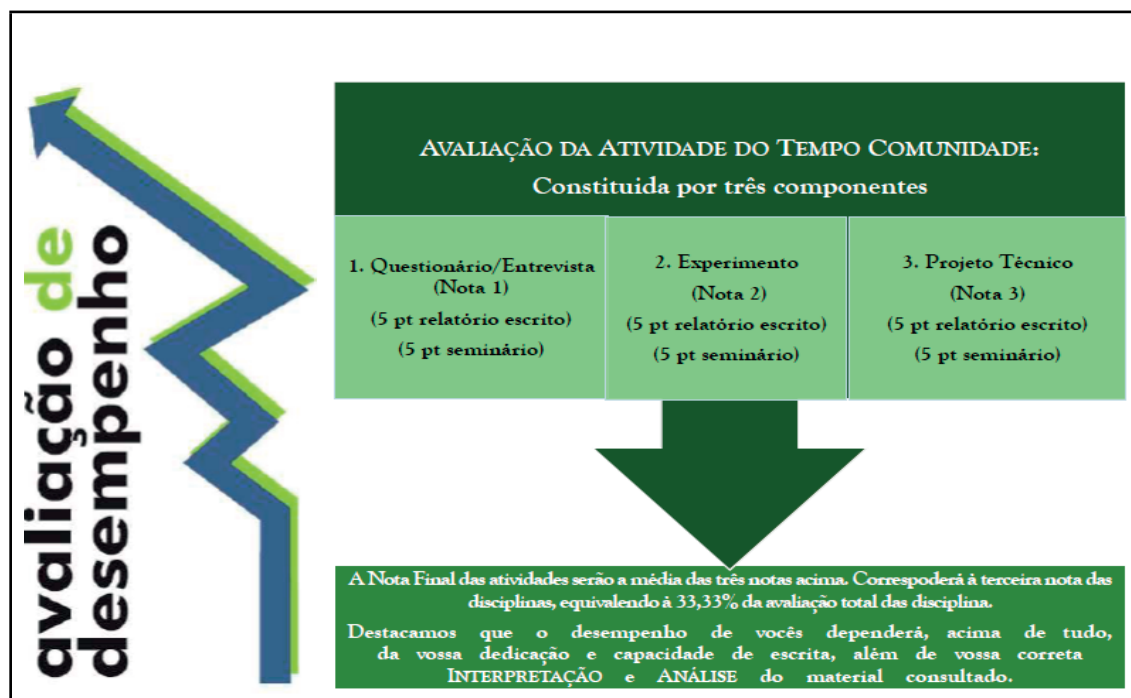 avaliação de
desempenho
AVALIAÇÃO DA ATIVIDADE DO TEMPO COMUNIDADE:
Constituida por três componentes
1. Questionário/Entrevista
(Nota 1)
(5 pt relatório escrito)
(5 pt seminário)
2. Experimento
(Nota 2)
(5 pt relatório escrito)
(5 pt seminário)
3. Projeto Técnico
(Nota 3)
(5 pt relatório escrito)
(5 pt seminário)
A Nota Final das atividades serão a média das três notas acima. Correspoderá à terceira nota das
disciplinas, equivalendo à 33,33% da avaliação total das disciplina.
Destacamos que o desempenho de vocês dependerá, acima de tudo,
da vossa dedicação e capacidade de escrita, além de vossa correta
INTERPRETAÇÃO e ANÁLISE do material consultado.